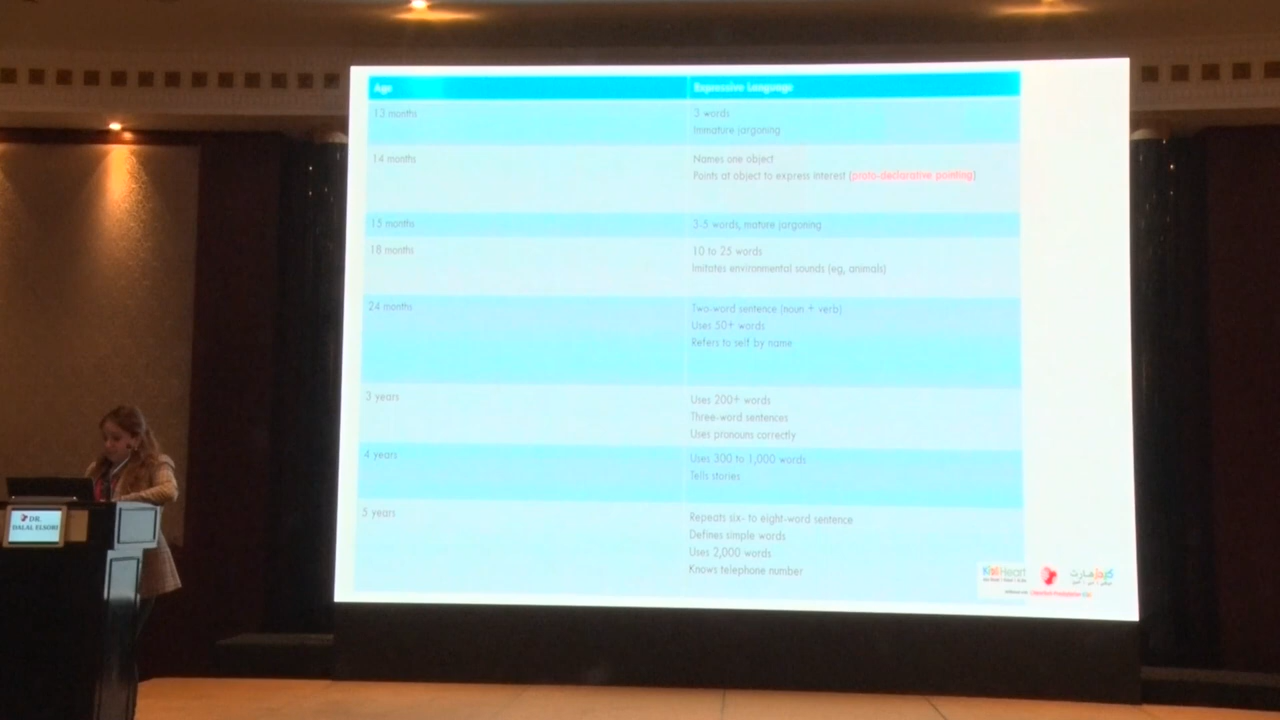 Age
Expressive Language
13 months
3 words
Immature jargoning
14 months
Names one object
Points at object to express interest (proto-declarative pointing)
15 months
3-5 words, mature jargoning
18 months
10 to 25 words
Imitates environmental sounds (eg, animals)
24 months
Two-word sentence (noun + verb)
Uses 50+ words
Refers to self by name
3 years
Uses 200+ words
Three-word sentences
Uses pronouns correctly
4 years
Uses 300 to 1,000 words
Tells stories
5 years
Repeats six- to eight-word sentence
Defines simple words
Uses 2,000 words
Knows telephone number
KidsHeart
كيدزهارت
DR.
DALAL ELSORI